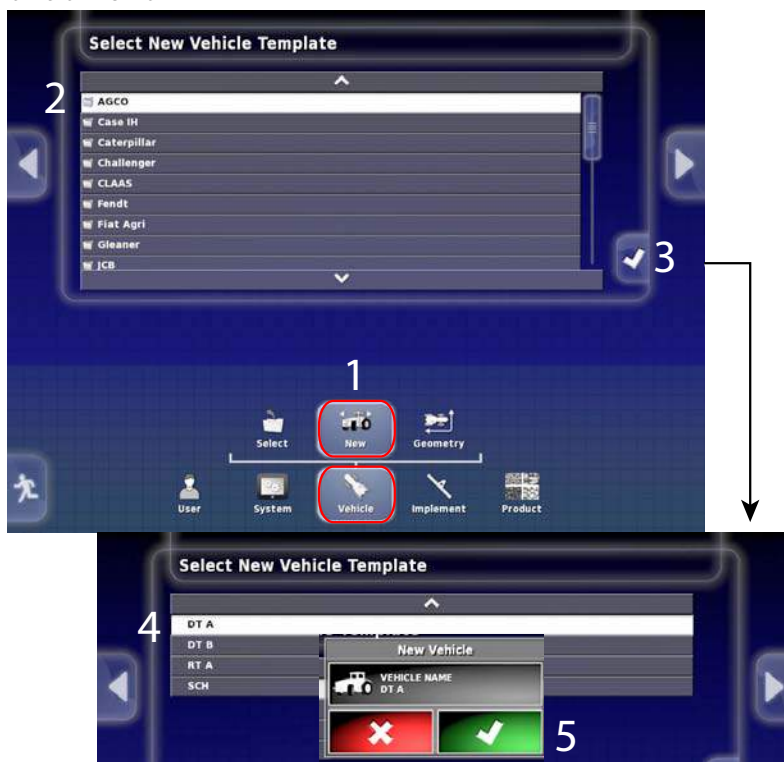 Select New Vehicle Template
2
AGCO
Case IH
Caterpillar
Challenger
CLAAS
Fendt
Fiat Agri
Gleaner
JCB
3
1
Select
New
Geometry
User
System
Vehicle
Implement
Product
Select New Vehicle Template
4
DT A
DT B
RT A
SCH
New Vehicle
VEHICLE NAME
DT A
5